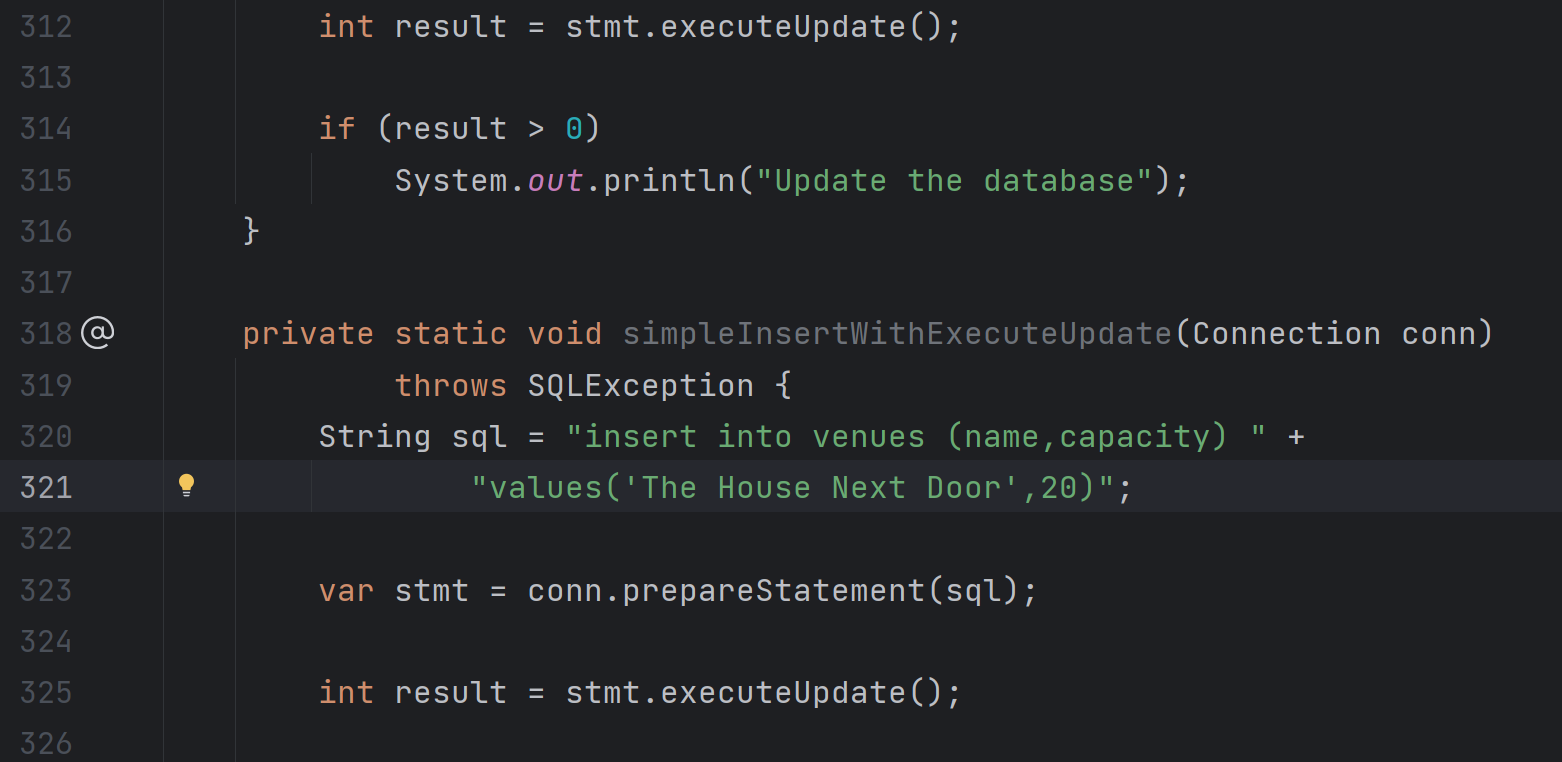 312 int result = stmt.executeUpdate();
313
314 if (result > 0)
315 System.out.println("Update the database");
316 }
317
318 @ private static void simpleInsertWithExecuteUpdate(Connection conn)
319 throws SQLException {
320 String sql = "insert into venues (name,capacity) " +
321 "values('The House Next Door',20)";
322
323 var stmt = conn.prepareStatement(sql);
324
325 int result = stmt.executeUpdate();
326